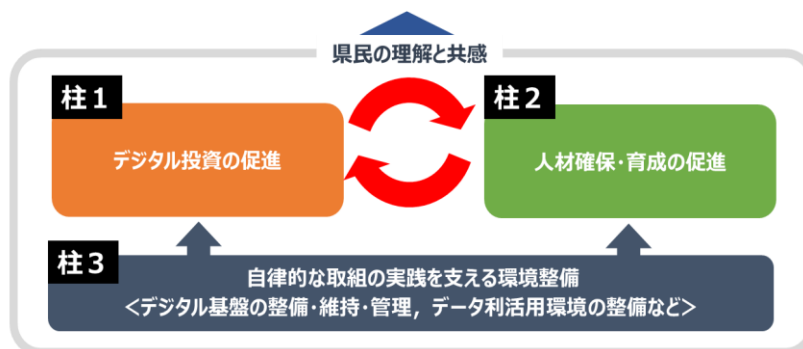 県民の理解と共感
柱１
デジタル投資の促進
柱２
人材確保・育成の促進
柱３
自律的な取組の実践を支える環境整備
＜デジタル基盤の整備・維持・管理，データ利活用環境の整備など＞